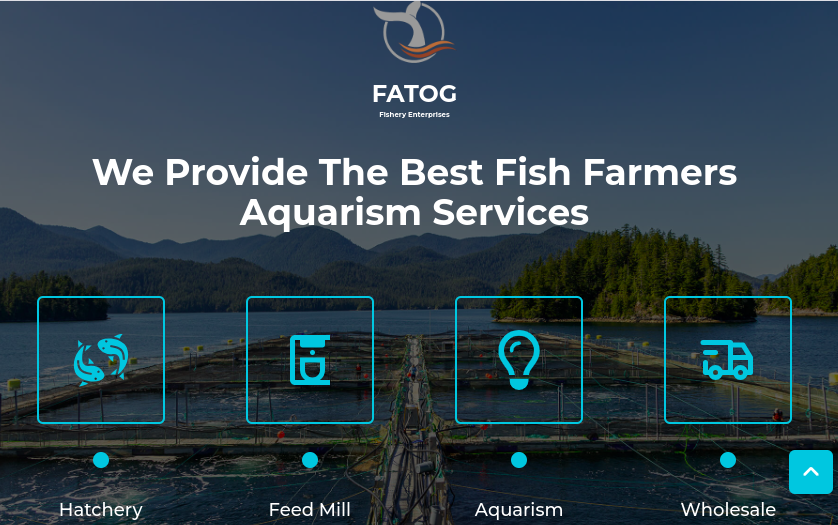 FATOG
Fishery Enterprises
We Provide The Best Fish Farmers
Aquarism Services
Hatchery
Feed Mill
Aquarism
Wholesale